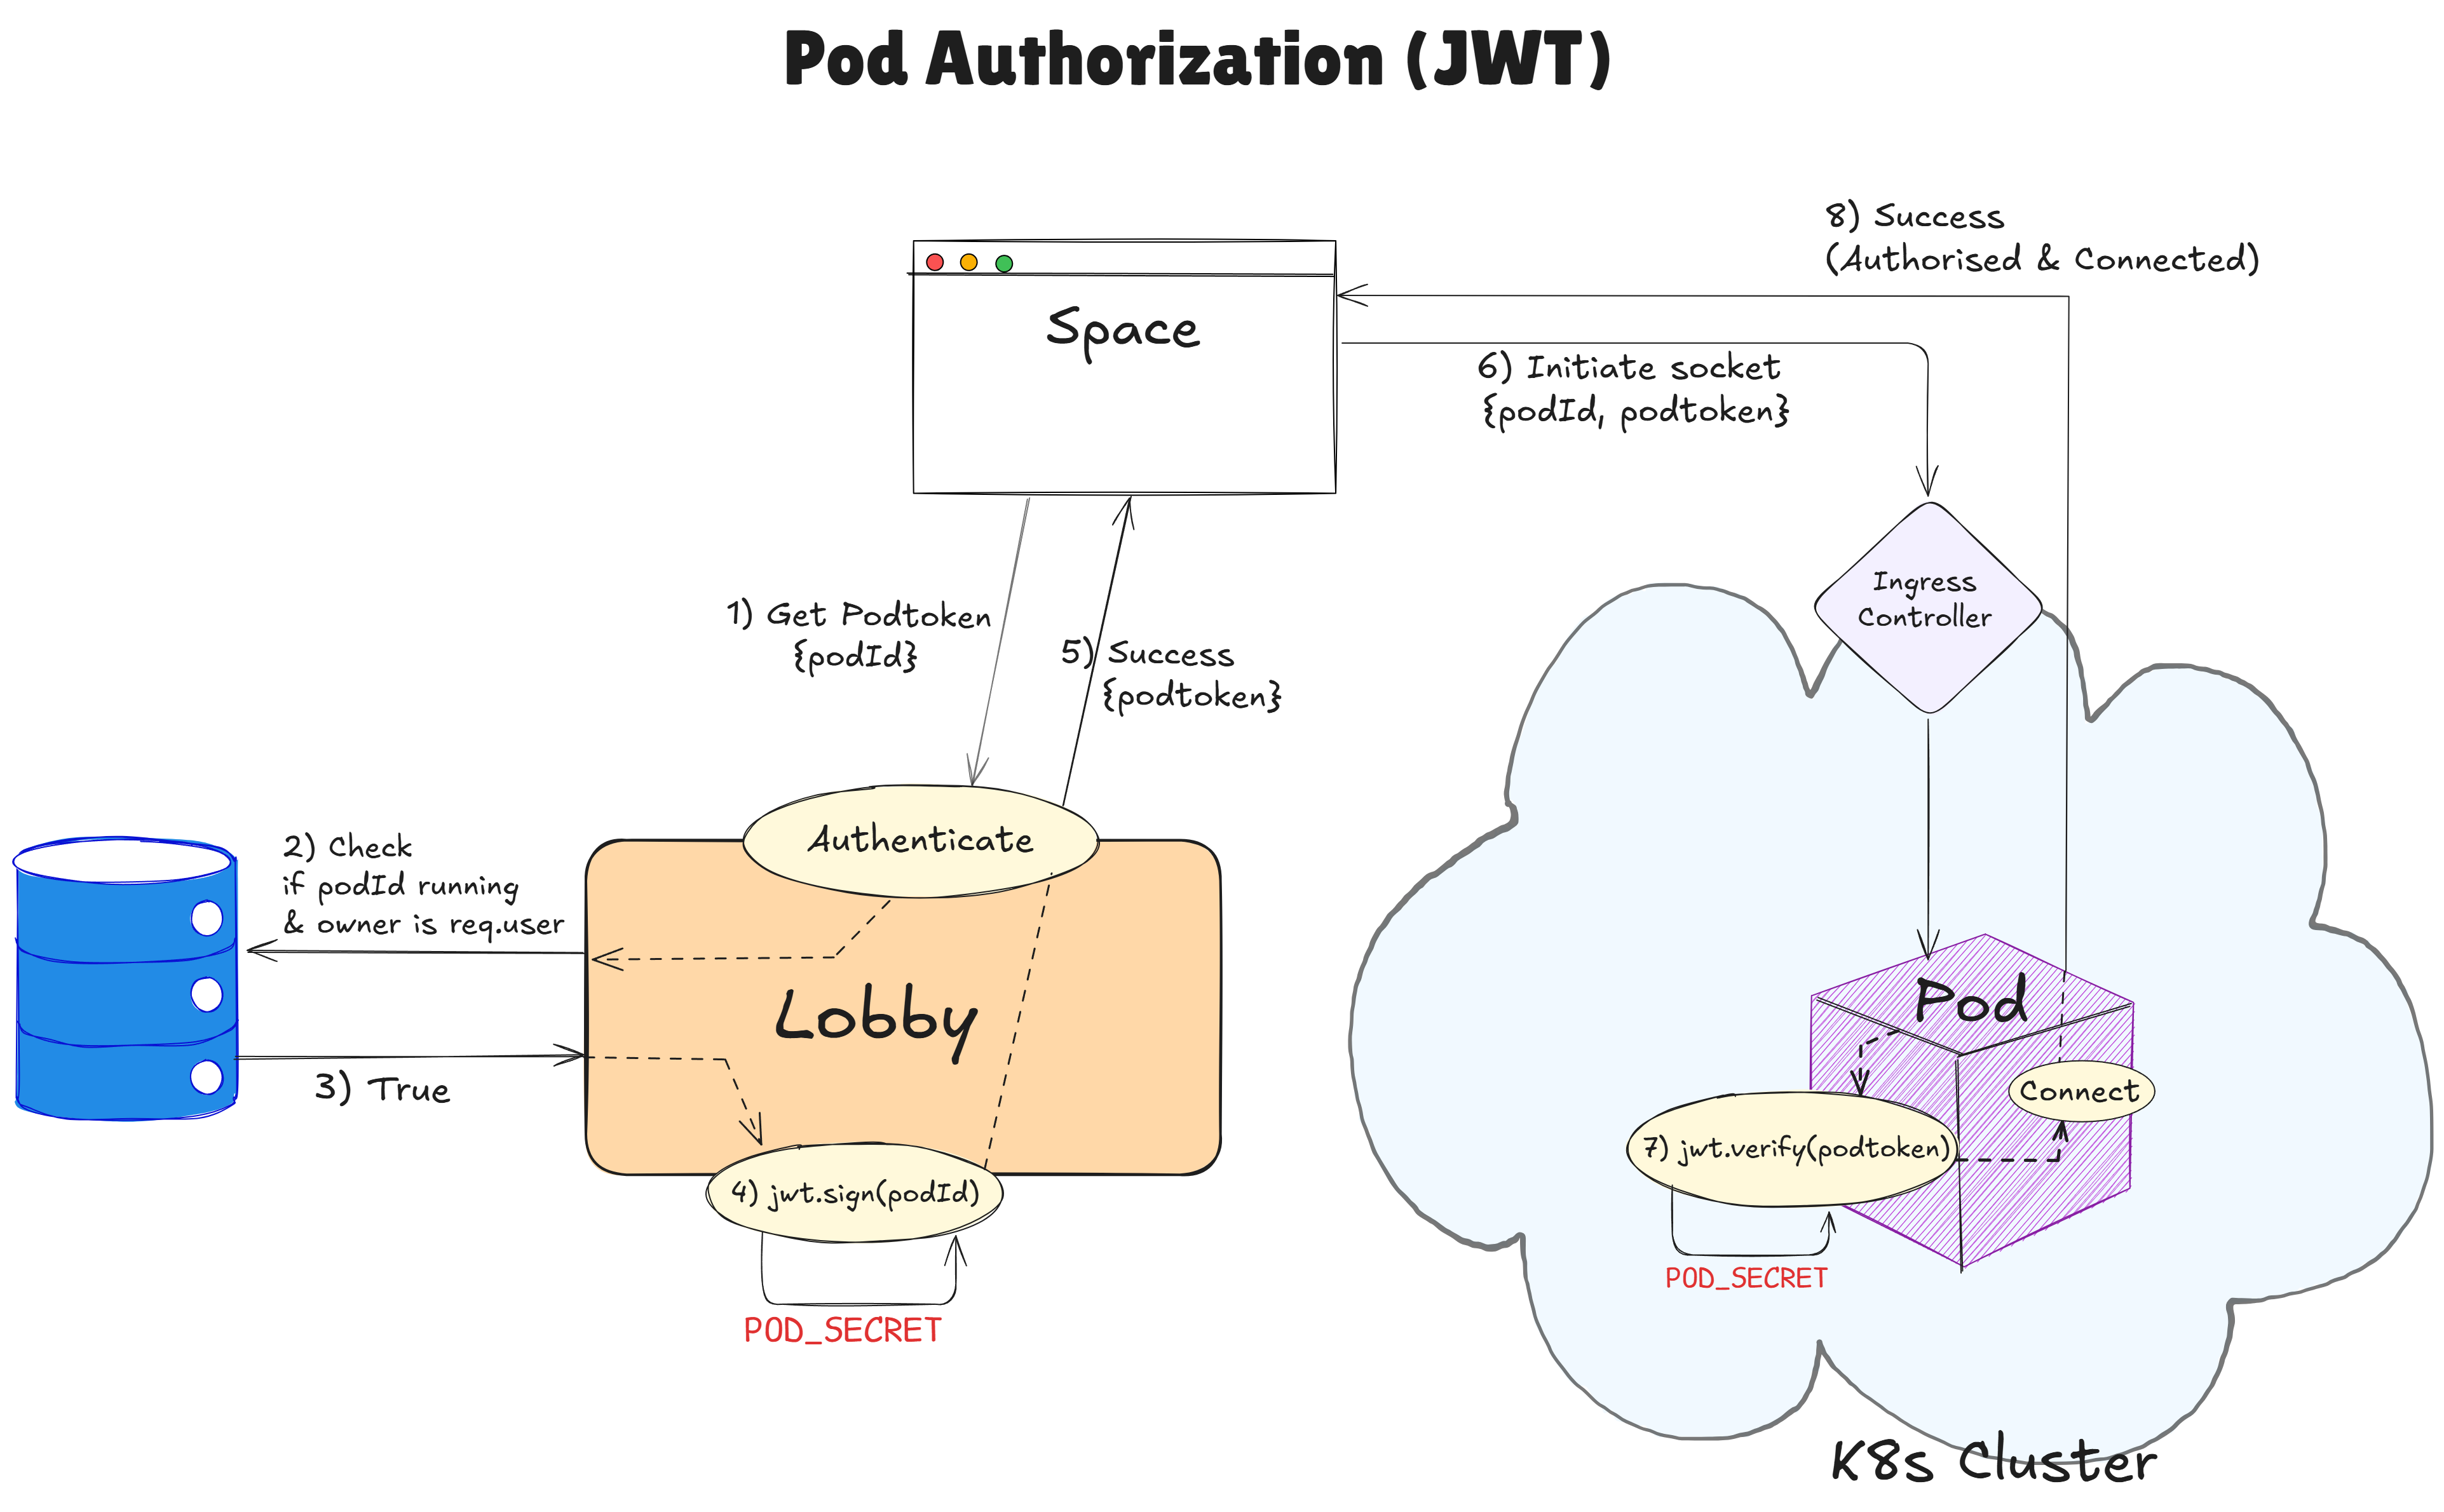 Pod Authorization (JWT)
8) Success
(Authorised & Connected)
Space
6) Initiate socket
{podId, podtoken}
Ingress
Controller
1) Get Podtoken
{podId}
5) Success
{podtoken}
Authenticate
2) Check
if podId running
& owner is req.user
Lobby
3) True
4) jwt.sign(podId)
POD_SECRET
Pod
Connect
7) jwt.verify(podtoken)
POD_SECRET
K8s Cluster